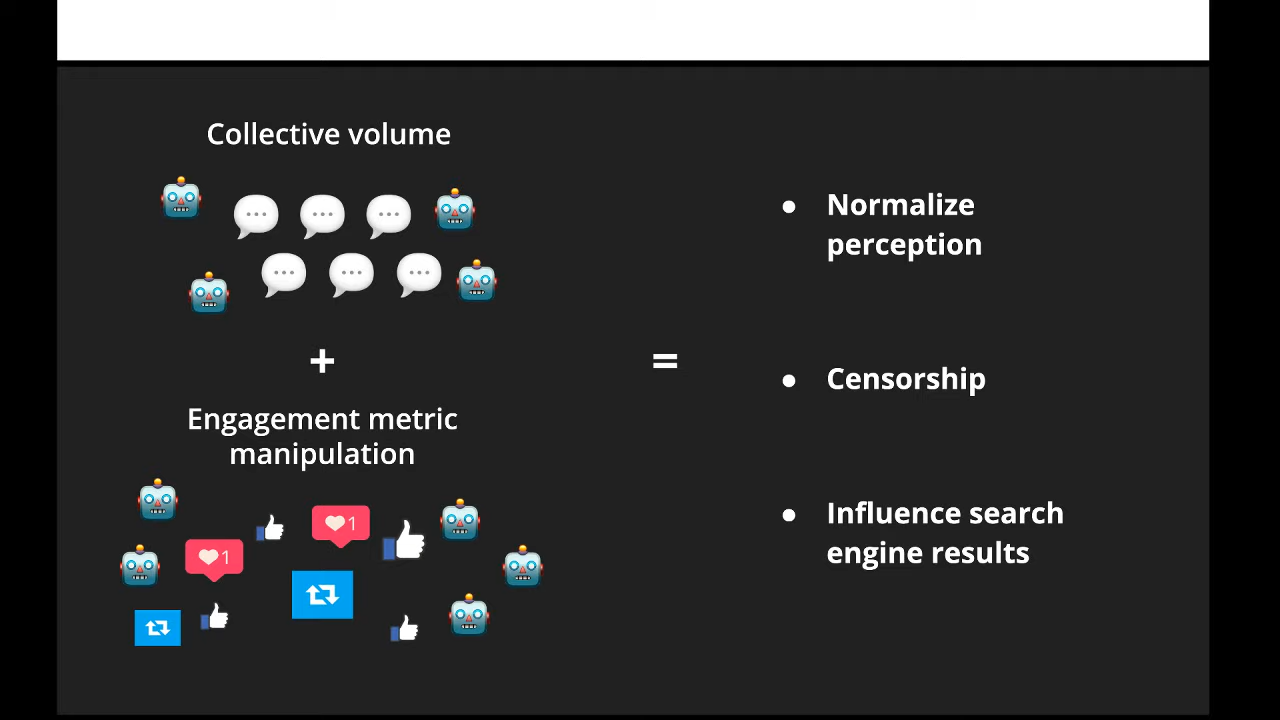 Collective volume
+
Engagement metric
manipulation
1
1
=
● Normalize
perception
● Censorship
● Influence search
engine results